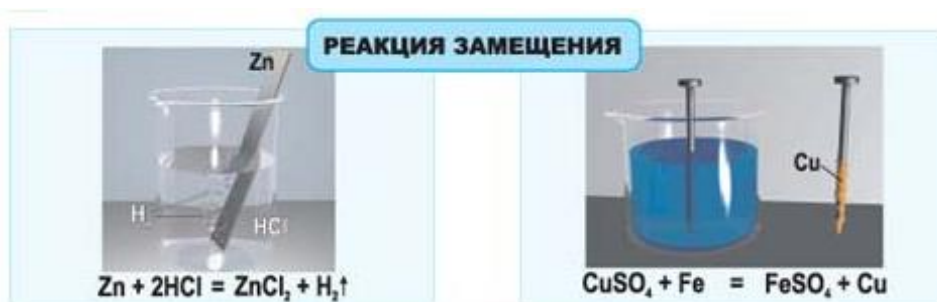 РЕАКЦИЯ ЗАМЕЩЕНИЯ
Zn
H
HCl
Zn + 2HCl = ZnCl₂ + H₂↑
Cu
CuSO₄ + Fe = FeSO₄ + Cu